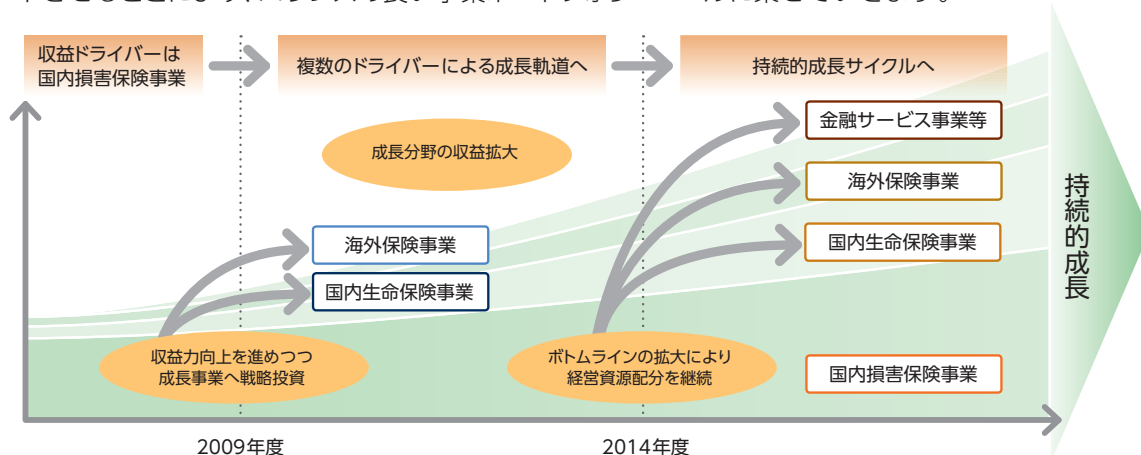 収益ドライバーは
国内損害保険事業
複数のドライバーによる成長軌道へ
持続的成長サイクルへ
金融サービス事業等
成長分野の収益拡大
海外保険事業
国内生命保険事業
海外保険事業
国内生命保険事業
持続的成長
収益力向上を進めつつ
成長事業へ戦略投資
ボトムラインの拡大により
経営資源配分を継続
国内損害保険事業
2009年度
2014年度